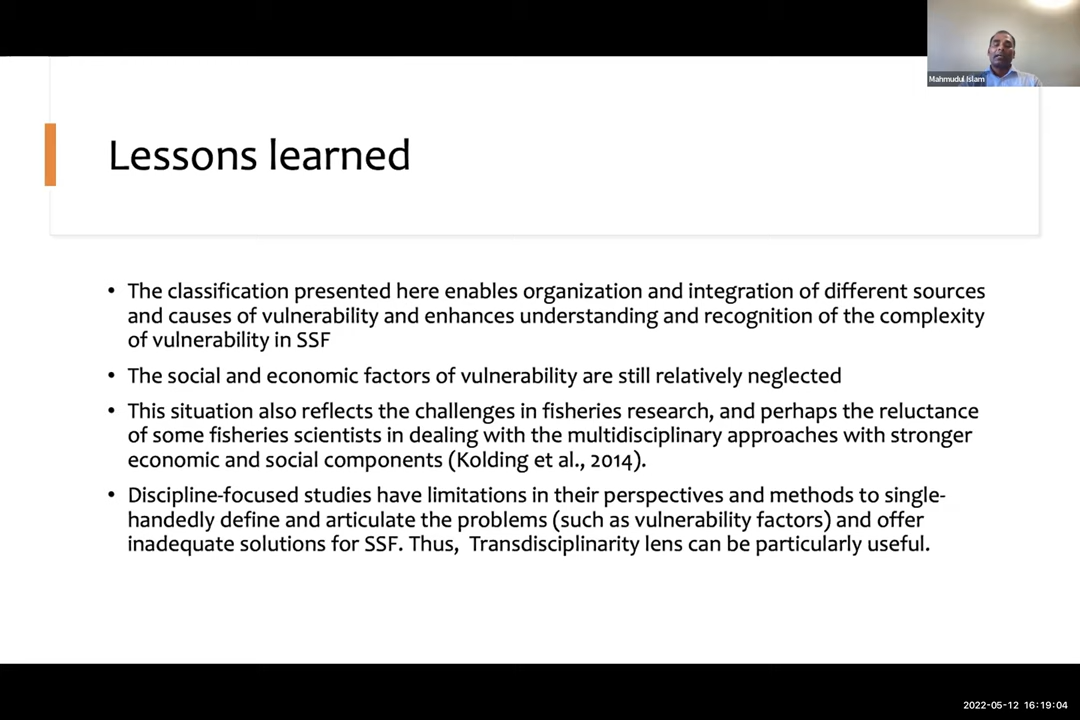 Mahmudul Islam
Lessons learned
• The classification presented here enables organization and integration of different sources
and causes of vulnerability and enhances understanding and recognition of the complexity
of vulnerability in SSF
• The social and economic factors of vulnerability are still relatively neglected
• This situation also reflects the challenges in fisheries research, and perhaps the reluctance
of some fisheries scientists in dealing with the multidisciplinary approaches with stronger
economic and social components (Kolding et al., 2014).
• Discipline-focused studies have limitations in their perspectives and methods to single-
handedly define and articulate the problems (such as vulnerability factors) and offer
inadequate solutions for SSF. Thus, Transdisciplinarity lens can be particularly useful.
2022-05-12 16:19:04